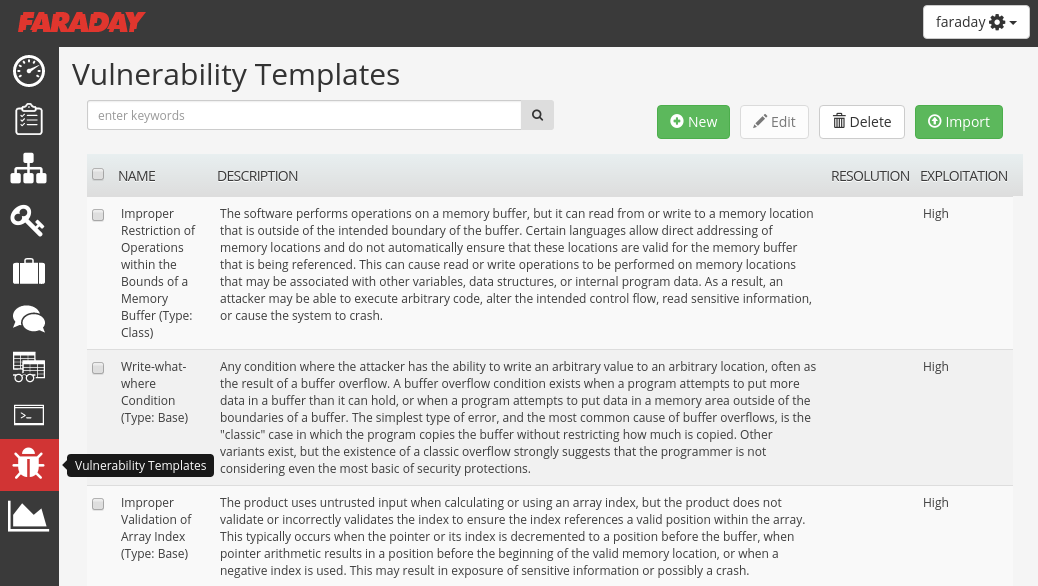 FARADAY
faraday
Vulnerability Templates
enter keywords
New
Edit
Delete
Import
NAME
DESCRIPTION
RESOLUTION
EXPLOITATION
Improper
Restriction of
Operations
within the
Bounds of a
Memory
Buffer (Type:
Class)
The software performs operations on a memory buffer, but it can read from or write to a memory location
that is outside of the intended boundary of the buffer. Certain languages allow direct addressing of
memory locations and do not automatically ensure that these locations are valid for the memory buffer
that is being referenced. This can cause read or write operations to be performed on memory locations
that may be associated with other variables, data structures, or internal program data. As a result, an
attacker may be able to execute arbitrary code, alter the intended control flow, read sensitive information,
or cause the system to crash.
High
Write-what-
where
Condition
(Type: Base)
Any condition where the attacker has the ability to write an arbitrary value to an arbitrary location, often as
the result of a buffer overflow. A buffer overflow condition exists when a program attempts to put more
data in a buffer than it can hold, or when a program attempts to put data in a memory area outside of the
boundaries of a buffer. The simplest type of error, and the most common cause of buffer overflows, is the
"classic" case in which the program copies the buffer without restricting how much is copied. Other
variants exist, but the existence of a classic overflow strongly suggests that the programmer is not
considering even the most basic of security protections.
High
Vulnerability Templates
Improper
Validation of
Array Index
(Type: Base)
The product uses untrusted input when calculating or using an array index, but the product does not
validate or incorrectly validates the index to ensure the index references a valid position within the array.
This typically occurs when the pointer or its index is decremented to a position before the buffer, when
pointer arithmetic results in a position before the beginning of the valid memory location, or when a
negative index is used. This may result in exposure of sensitive information or possibly a crash.
High